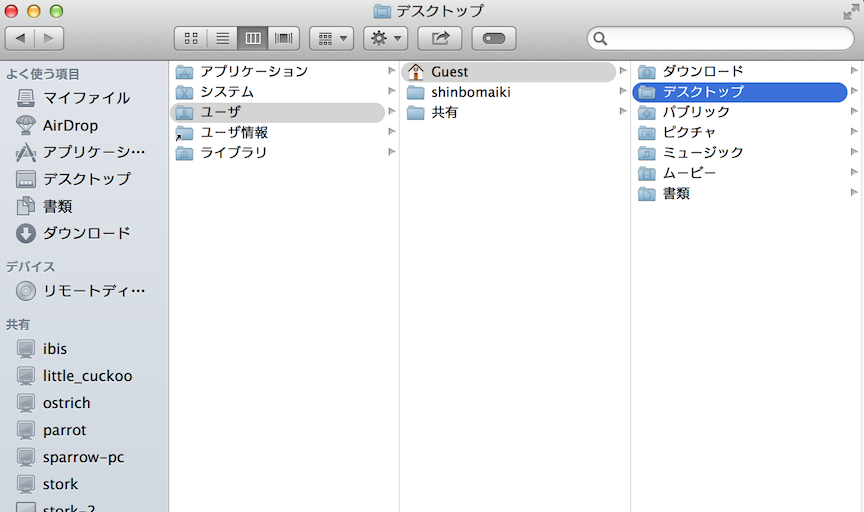 デスクトップ
よく使う項目
マイファイル
AirDrop
アプリケーシ…
デスクトップ
書類
ダウンロード
デバイス
リモートディ…
共有
ibis
little_cuckoo
ostrich
parrot
sparrow-pc
stork
stork-2
アプリケーション
システム
ユーザ
ユーザ情報
ライブラリ
Guest
shinbomaiki
共有
ダウンロード
デスクトップ
パブリック
ピクチャ
ミュージック
ムービー
書類